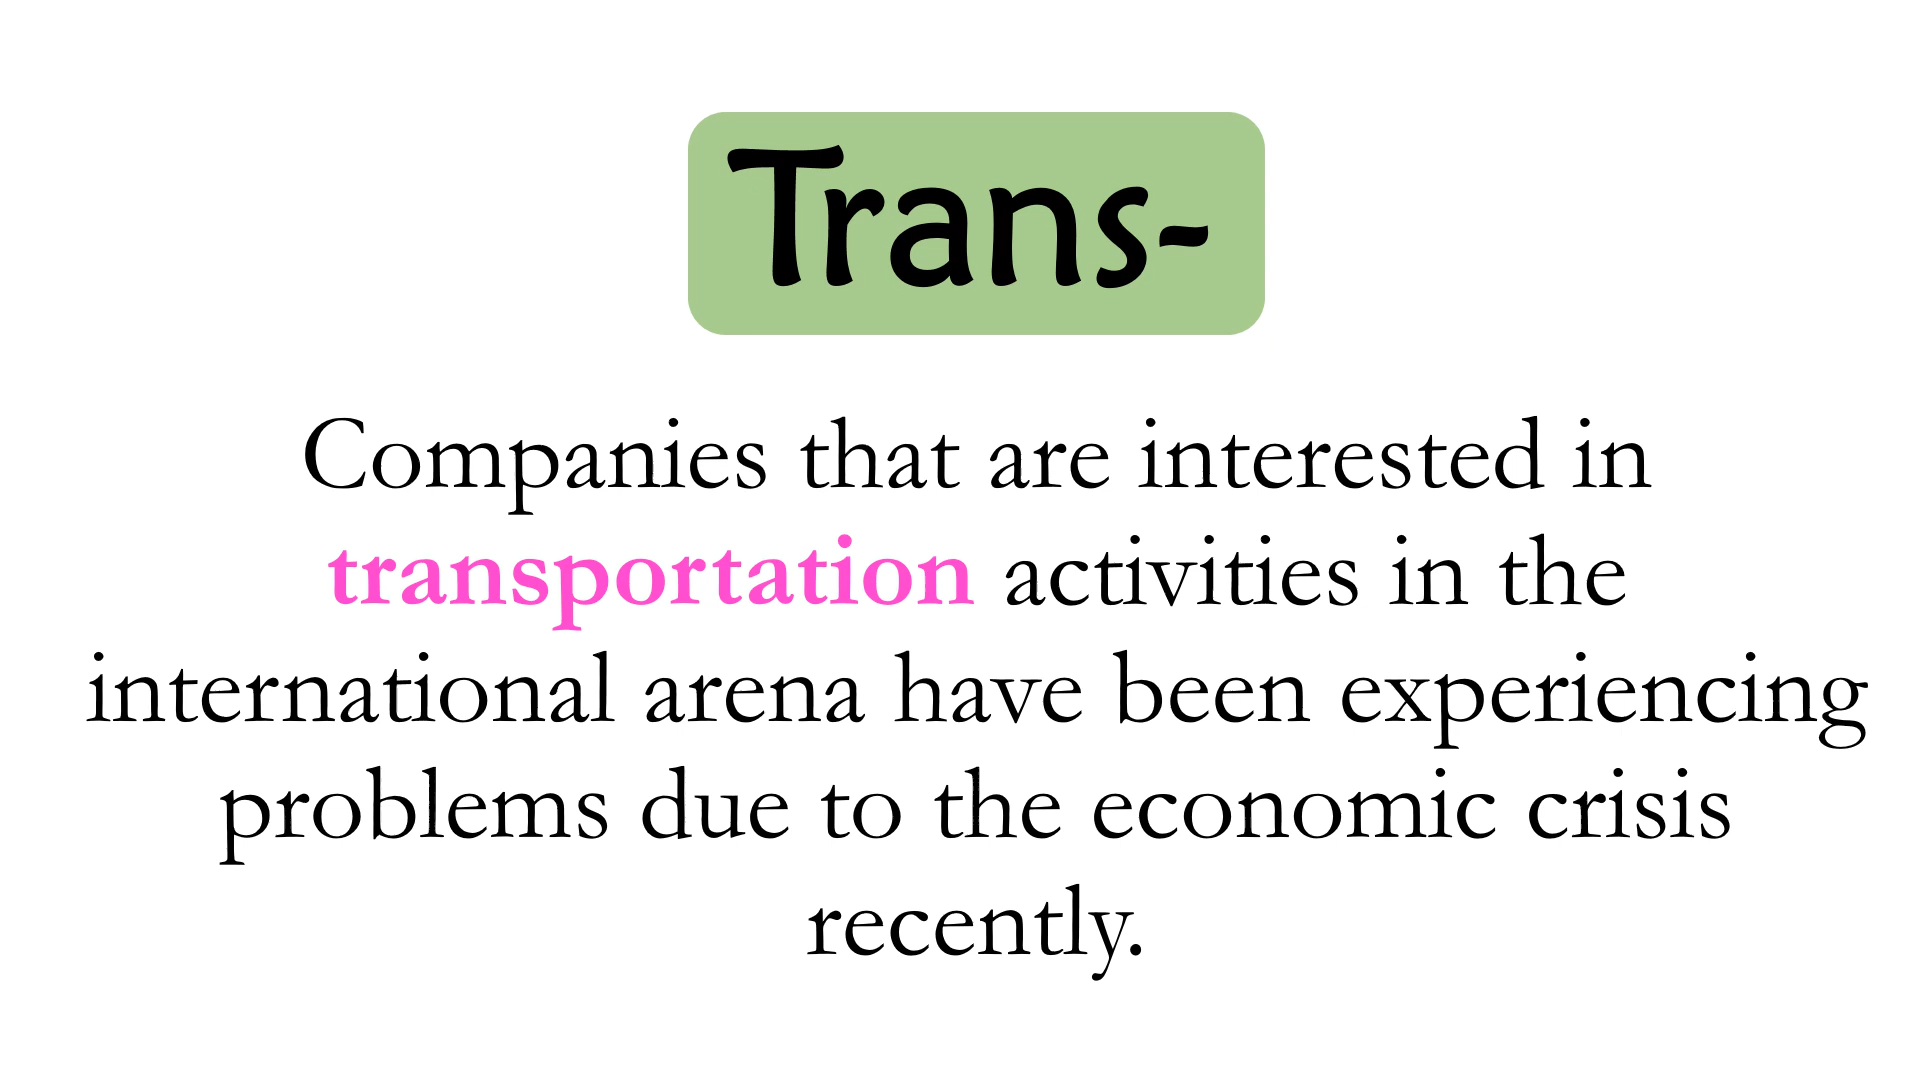 Trans-
Companies that are interested in
transportation activities in the
international arena have been experiencing
problems due to the economic crisis
recently.